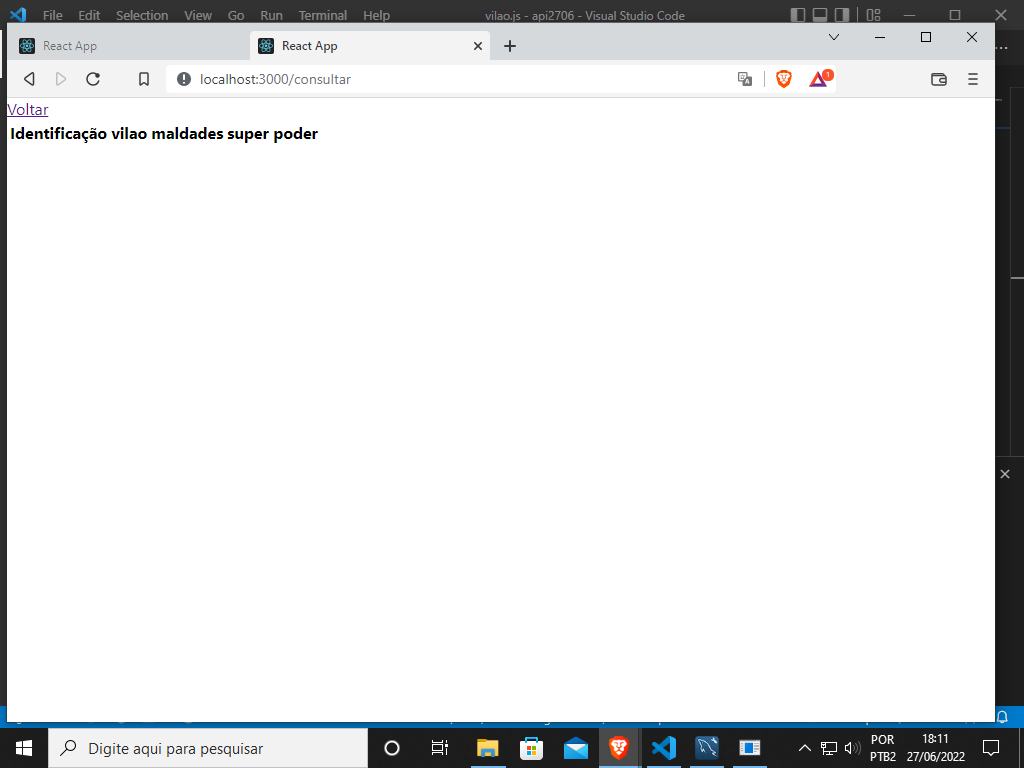 File Edit Selection View Go Run Terminal Help vilao.js - api2706 - Visual Studio Code
React App React App
localhost:3000/consultar 1
Voltar
Identificação vilao maldades super poder
Digite aqui para pesquisar
POR 18:11
PTB2 27/06/2022